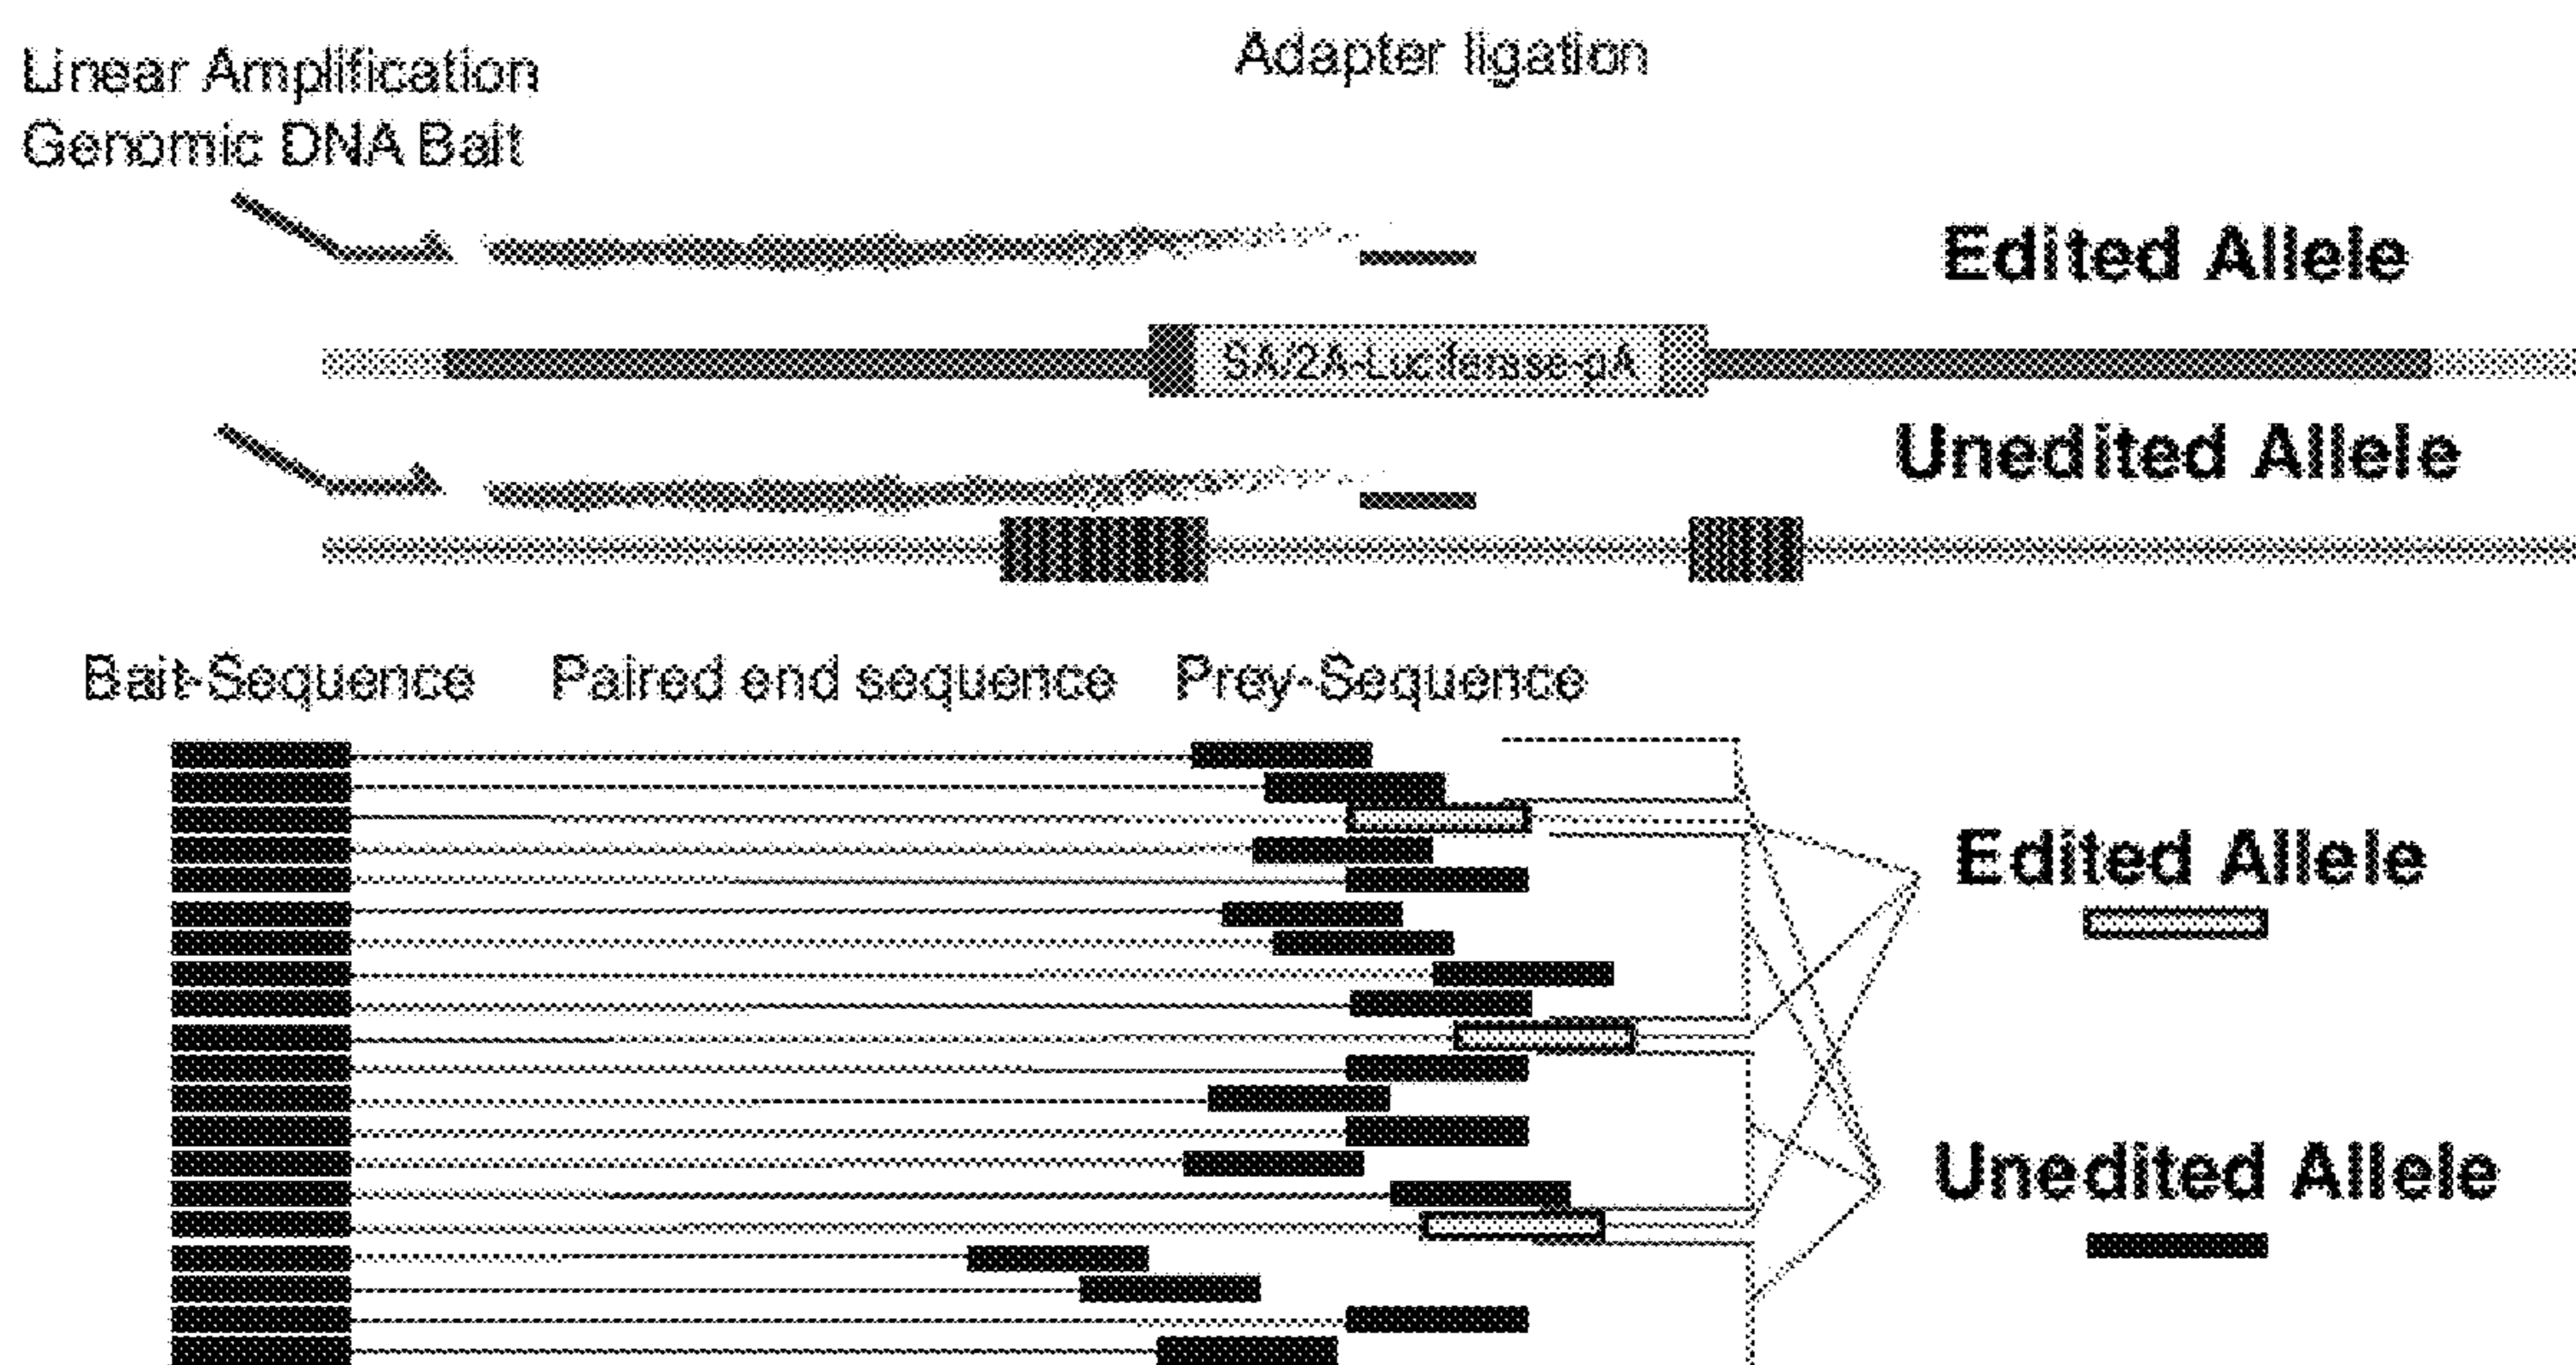 Linear Amplification
Genomic DNA Bait
Adapter ligation
Edited Allele
SA/2A-Luciferase-pA
Unedited Allele
Bait-Sequence Paired end sequence Prey-Sequence
Edited Allele
Unedited Allele